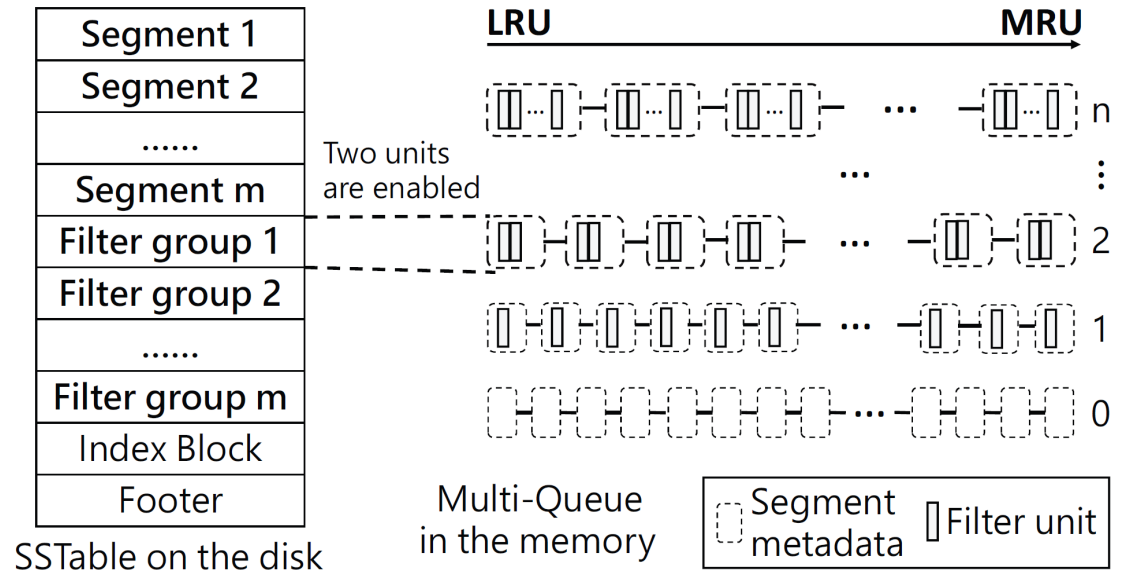 Segment 1
Segment 2
......
Segment m
Filter group 1
Filter group 2
......
Filter group m
Index Block
Footer
SSTable on the disk
Two units
are enabled
LRU
MRU
... ... ... ... ... n
... ⋮
... 2
... 1
... 0
Multi-Queue
in the memory
Segment
metadata
Filter unit